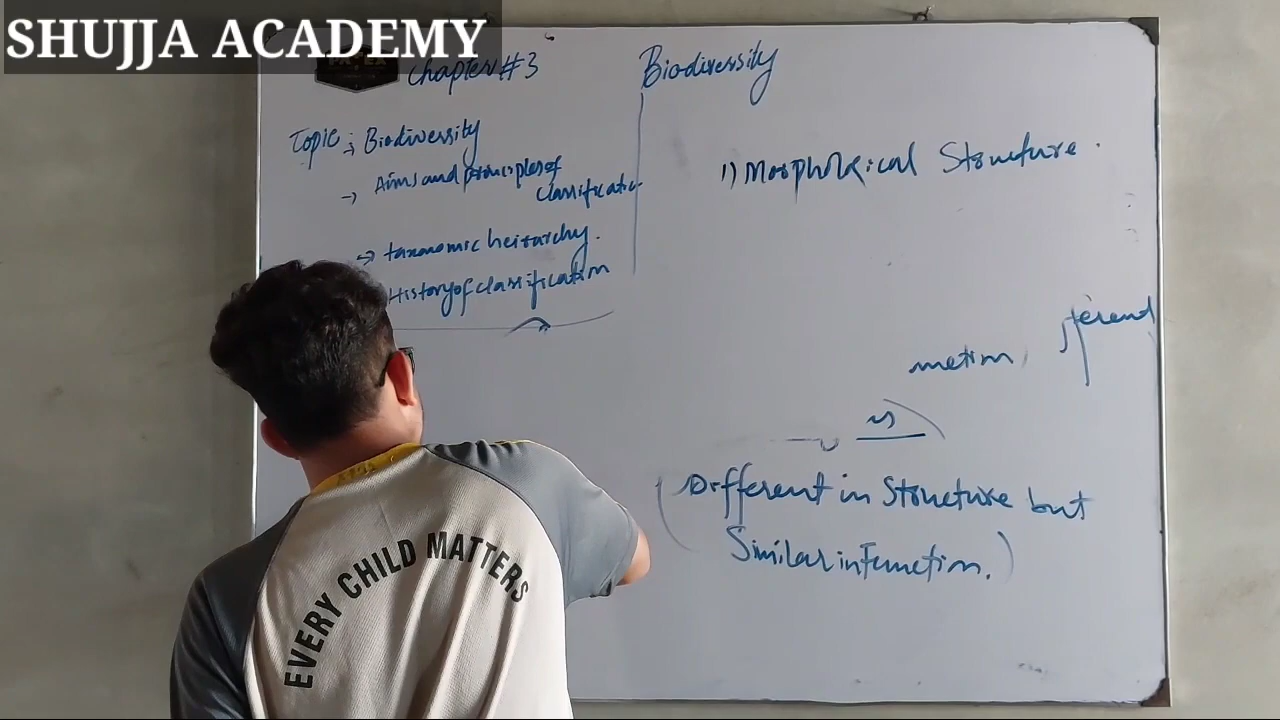 SHUJJA ACADEMY
Chapter #3
Topic :→ Biodiversity
→ Aims and principles of
classification
→ taxonomic heirarchy.
History of classification
Biodiversity
1) Morphological Structure.
(Different in Structure but
Similar in Function.)
EVERY CHILD MATTERS